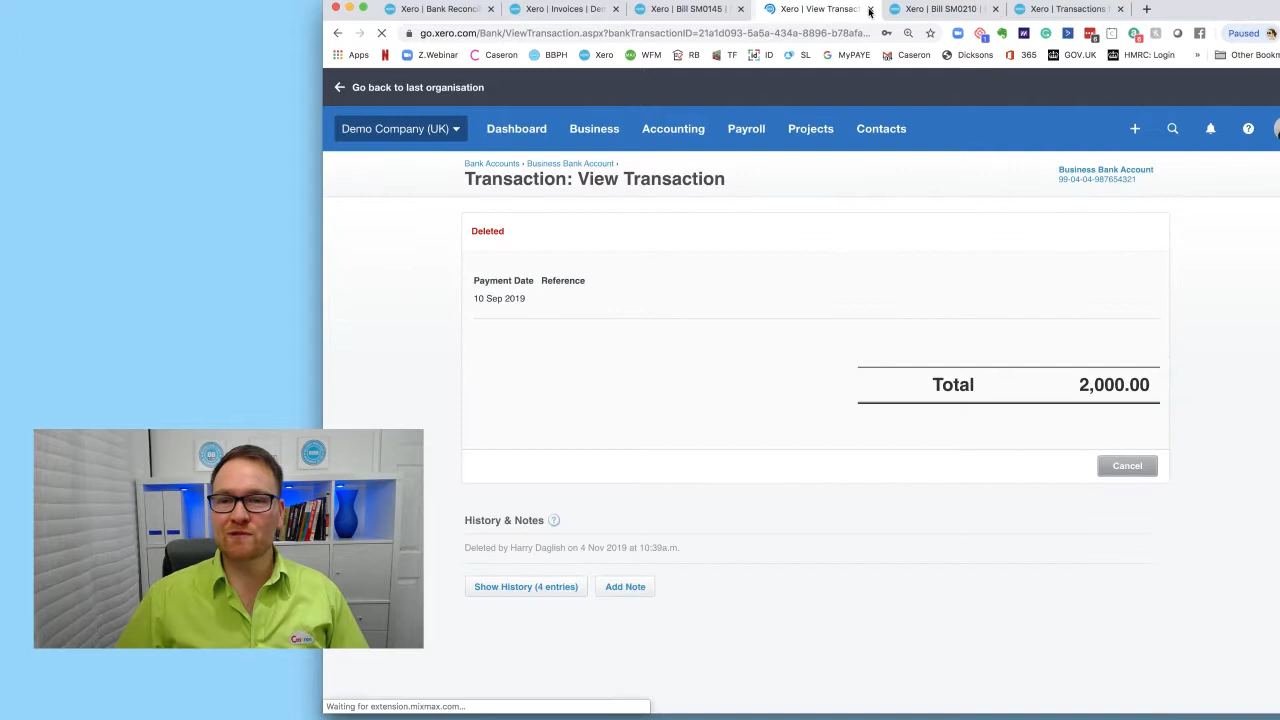 Xero | Bank Reconcil
Xero | Invoices | Dem
Xero | Bill SM0145 |
Xero | View Transact
Xero | Bill SM0210 |
Xero | Transactions
go.xero.com/Bank/ViewTransaction.aspx?bankTransactionID=21a1d093-5a5a-434a-8896-b78afa...
Paused
Apps Z.Webinar Caseron BBPH Xero WFM RB TF ID SL MyPAYE Caseron Dicksons 365 GOV.UK HMRC: Login » Other Bookm
Go back to last organisation
Demo Company (UK) Dashboard Business Accounting Payroll Projects Contacts
Bank Accounts › Business Bank Account ›
Transaction: View Transaction
Business Bank Account
99-04-04-987654321
Deleted
Payment Date Reference
10 Sep 2019
Total 2,000.00
Cancel
History & Notes ?
Deleted by Harry Daglish on 4 Nov 2019 at 10:39a.m.
Show History (4 entries) Add Note
Waiting for extension.mixmax.com...